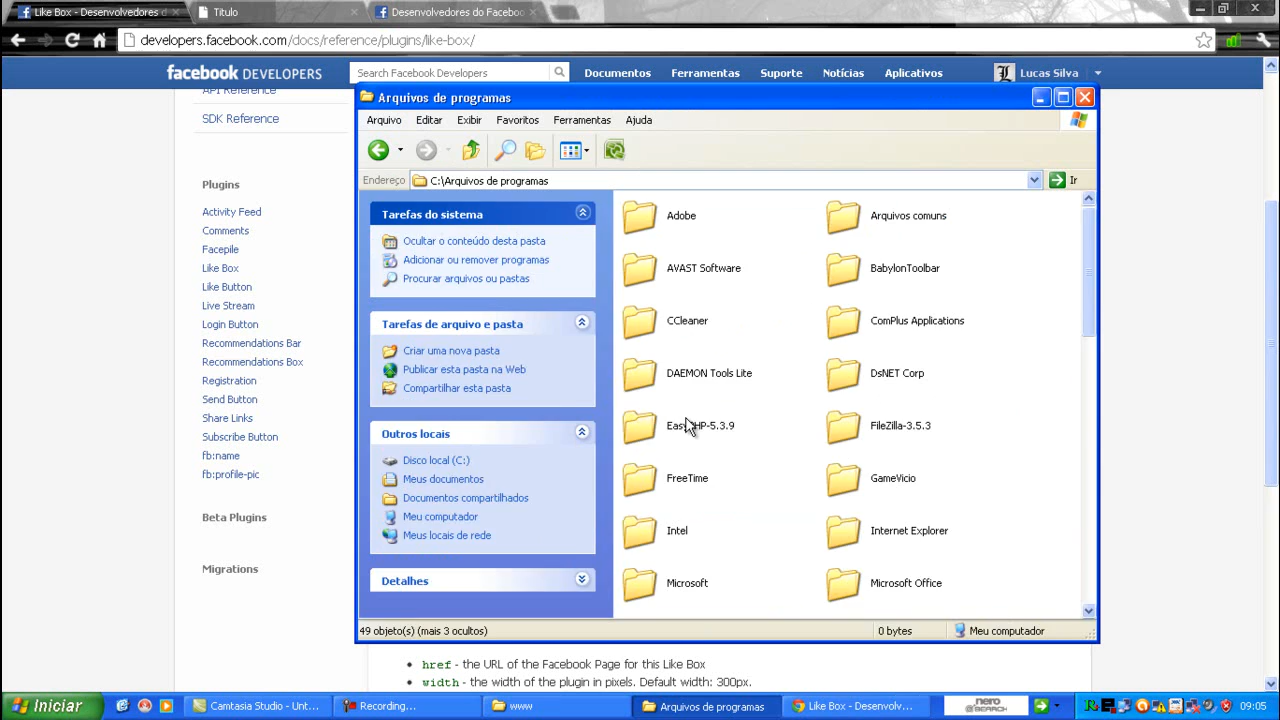 Like Box - Desenvolvedores d
Título
Desenvolvedores do Faceboo
developers.facebook.com/docs/reference/plugins/like-box/
facebook DEVELOPERS
Search Facebook Developers
Documentos
Ferramentas
Suporte
Notícias
Aplicativos
Lucas Silva
API Reference
SDK Reference
Plugins
Activity Feed
Comments
Facepile
Like Box
Like Button
Live Stream
Login Button
Recommendations Bar
Recommendations Box
Registration
Send Button
Share Links
Subscribe Button
fb:name
fb:profile-pic
Beta Plugins
Migrations
Arquivos de programas
Arquivo
Editar
Exibir
Favoritos
Ferramentas
Ajuda
Endereço
C:\Arquivos de programas
Ir
Tarefas do sistema
Ocultar o conteúdo desta pasta
Adicionar ou remover programas
Procurar arquivos ou pastas
Tarefas de arquivo e pasta
Criar uma nova pasta
Publicar esta pasta na Web
Compartilhar esta pasta
Outros locais
Disco local (C:)
Meus documentos
Documentos compartilhados
Meu computador
Meus locais de rede
Detalhes
Adobe
Arquivos comuns
AVAST Software
BabylonToolbar
CCleaner
ComPlus Applications
DAEMON Tools Lite
DsNET Corp
EasyPHP-5.3.9
FileZilla-3.5.3
FreeTime
GameVicio
Intel
Internet Explorer
Microsoft
Microsoft Office
49 objeto(s) (mais 3 ocultos)
0 bytes
Meu computador
href - the URL of the Facebook Page for this Like Box
width - the width of the plugin in pixels. Default width: 300px.
Iniciar
Camtasia Studio - Unt...
Recording...
www
Arquivos de programas
Like Box - Desenvolv...
nero
SEARCH
09:05